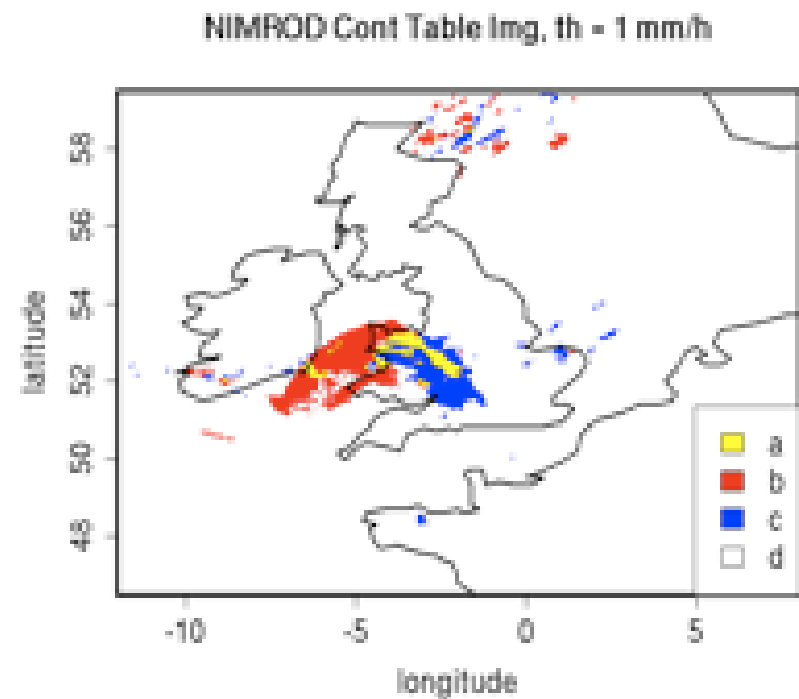 NIMROD Cont Table Img, th = 1 mm/h
58
56
54
52
50
48
latitude
-10
-5
0
5
longitude
a
b
c
d